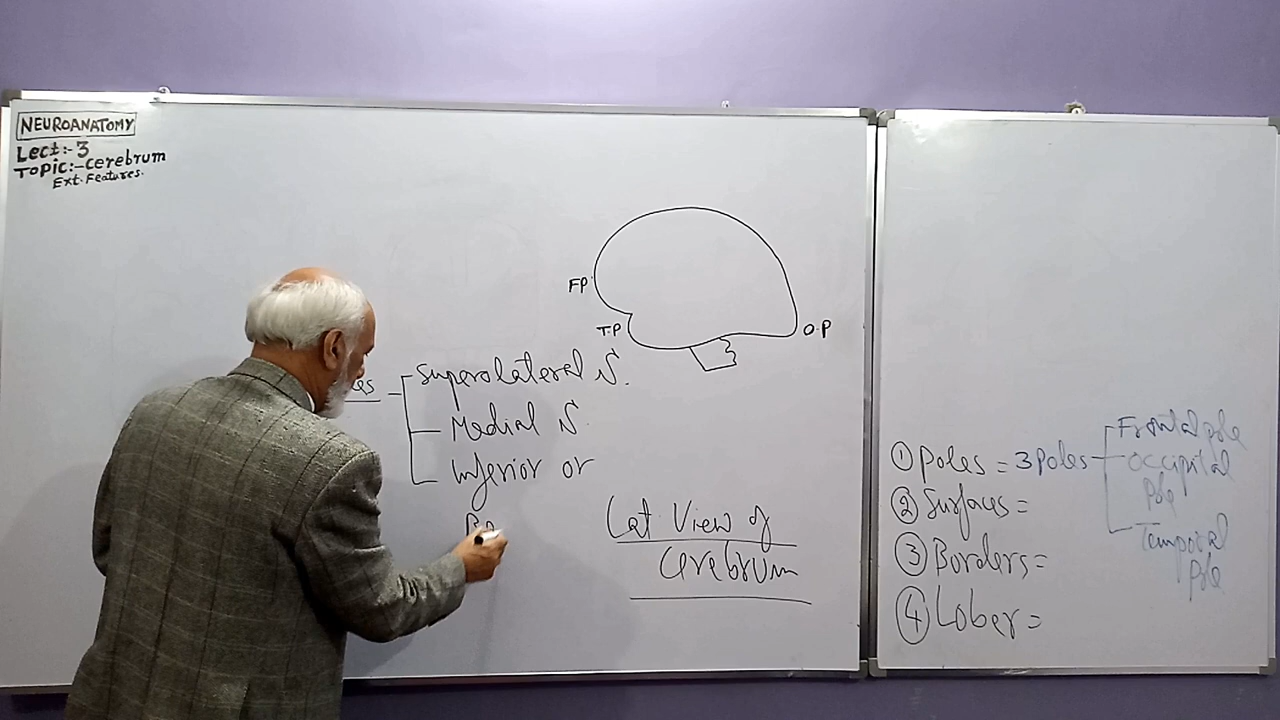 NEUROANATOMY
Lect:- 3
Topic:- Cerebrum
Ext. Features.
FP
T.P
O.P
Superolateral S.
Medial S.
Inferior or
Lat View of
Cerebrum
① Poles = 3 Poles
Frontal pole
Occipital
Pole
Temporal
Pole
② Surfaces =
③ Borders =
④ Lobes =